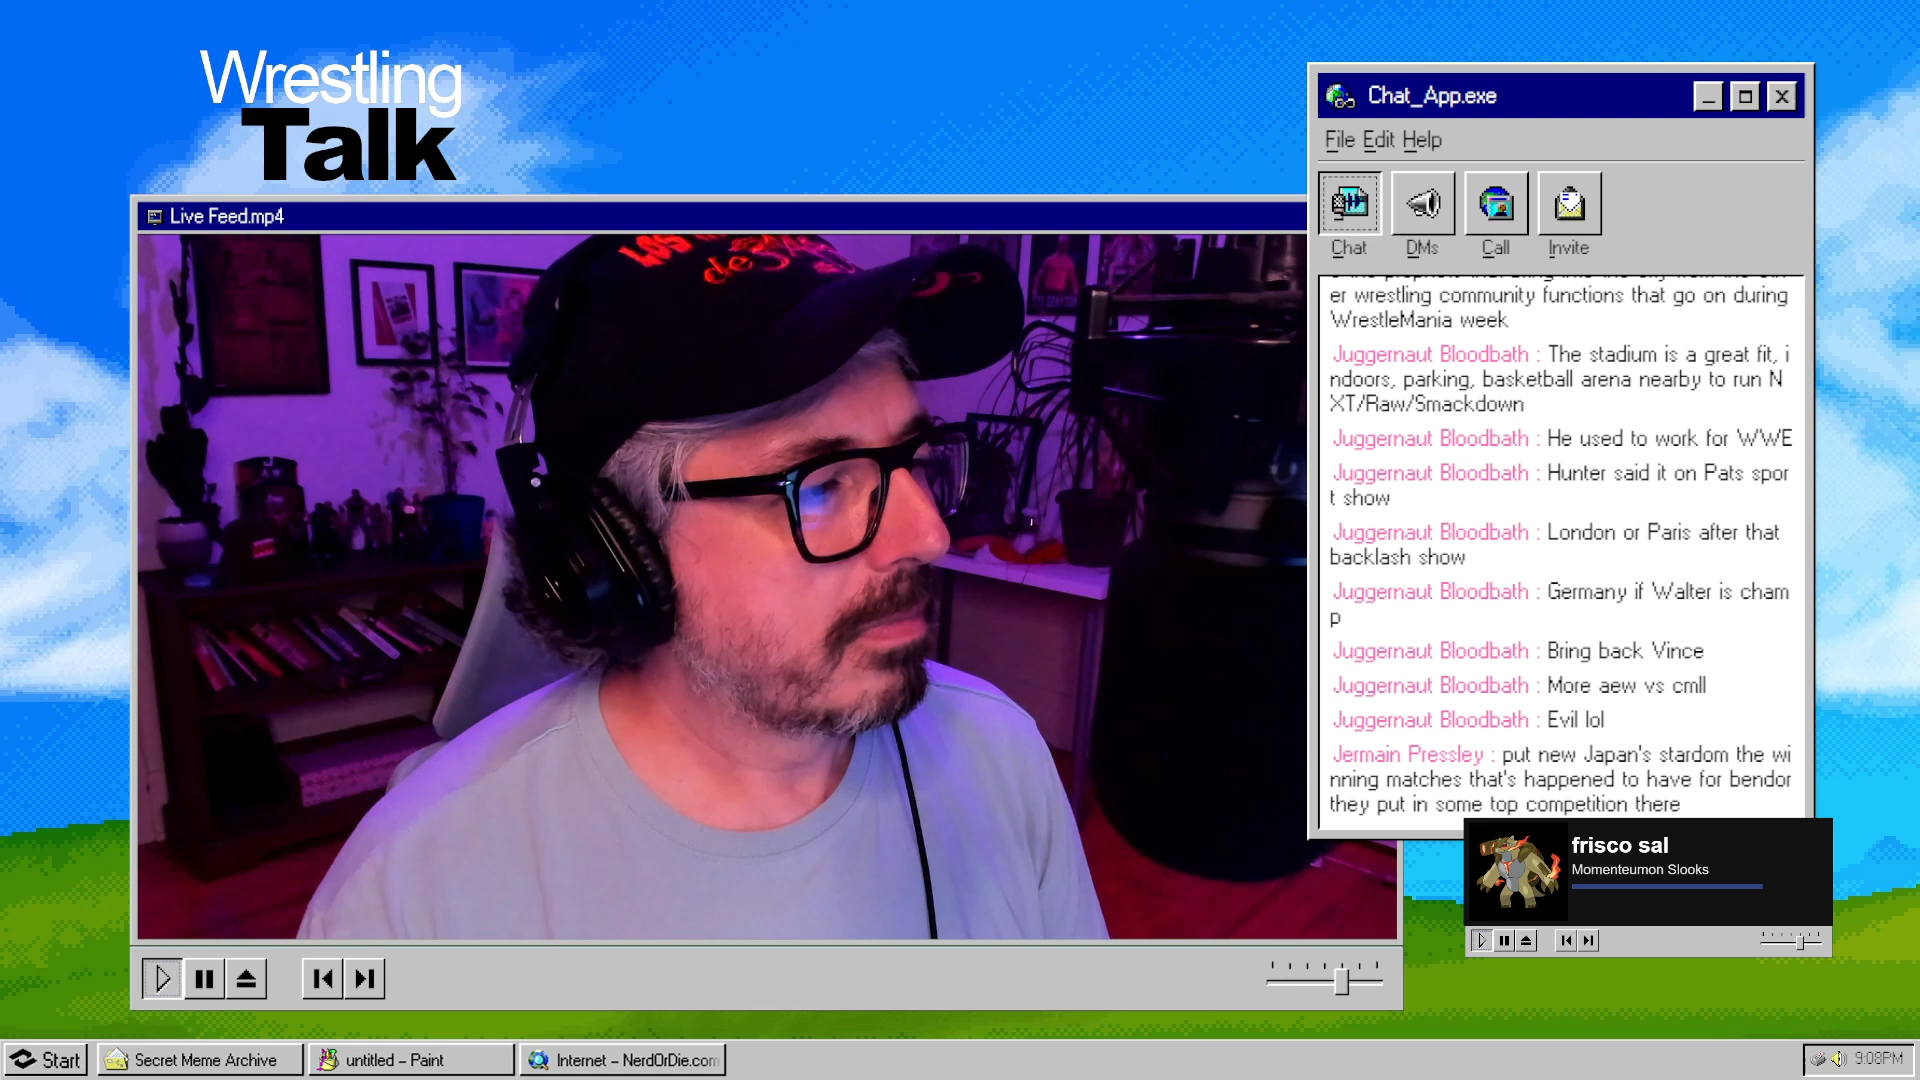 Wrestling
Talk
Live Feed.mp4
Chat_App.exe
File Edit Help
Chat DMs Call Invite
er wrestling community functions that go on during
WrestleMania week
Juggernaut Bloodbath : The stadium is a great fit, i
ndoors, parking, basketball arena nearby to run N
XT/Raw/Smackdown
Juggernaut Bloodbath : He used to work for WWE
Juggernaut Bloodbath : Hunter said it on Pats spor
t show
Juggernaut Bloodbath : London or Paris after that
backlash show
Juggernaut Bloodbath : Germany if Walter is cham
p
Juggernaut Bloodbath : Bring back Vince
Juggernaut Bloodbath : More aew vs cmll
Juggernaut Bloodbath : Evil lol
Jermain Pressley : put new Japan's stardom the wi
nning matches that's happened to have for bendor
they put in some top competition there
frisco sal
Momenteumon Slooks
Start
Secret Meme Archive
untitled – Paint
Internet – NerdOrDie.com
9:08PM